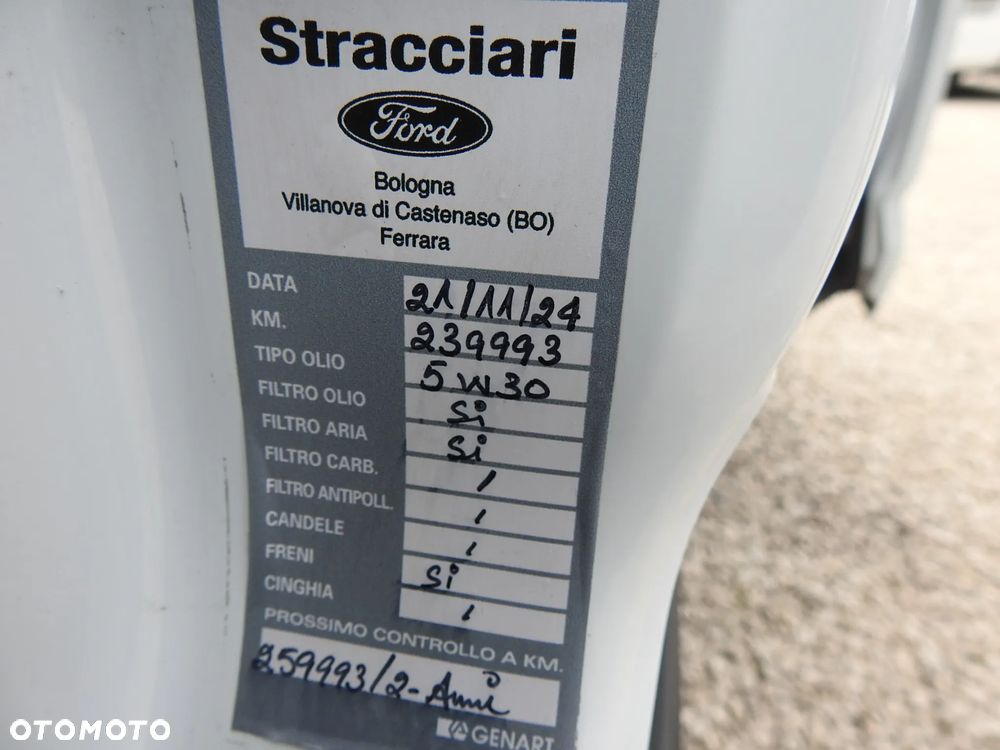 Stracciari
Ford
Bologna
Villanova di Castenaso (BO)
Ferrara
DATA 21/11/24
KM. 239993
TIPO OLIO 5W30
FILTRO OLIO Si
FILTRO ARIA Si
FILTRO CARB. /
FILTRO ANTIPOLL. /
CANDELE /
FRENI Si
CINGHIA /
PROSSIMO CONTROLLO A KM.
259993/2-Anni
GENART
OTOMOTO